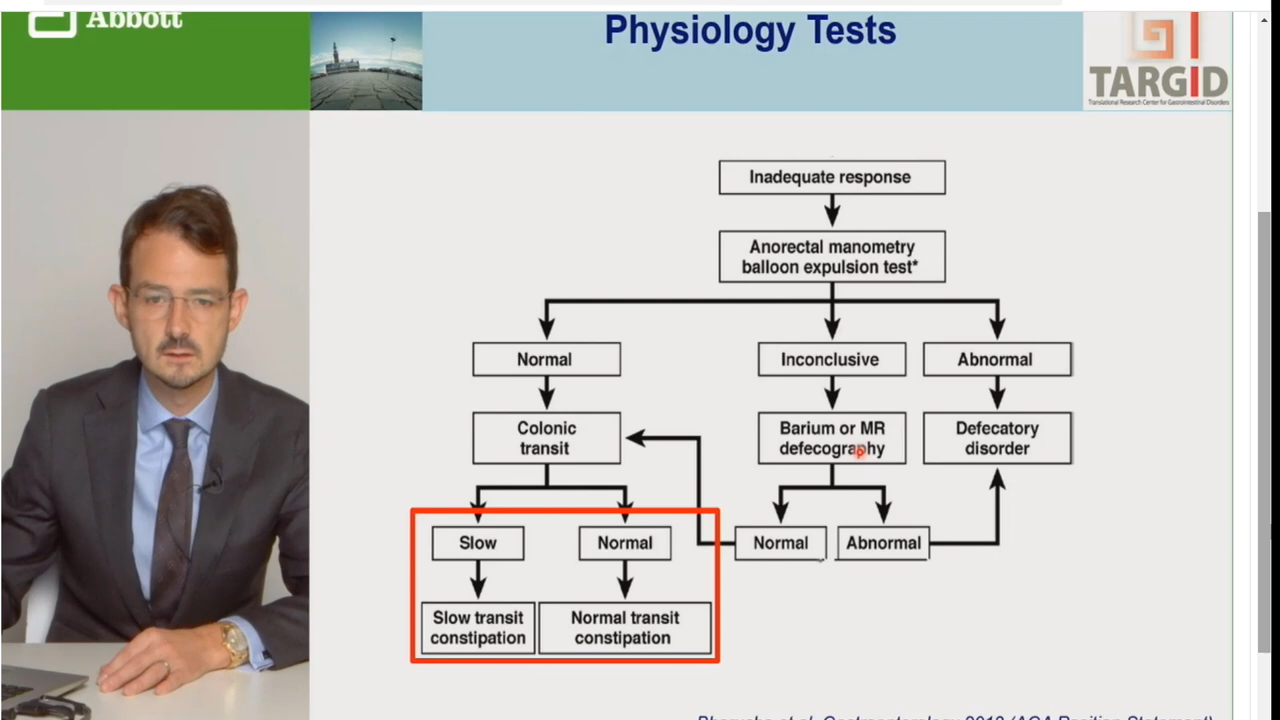 Abbott
Physiology Tests
TARGID
Translational Research Center for Gastrointestinal Disorders
Inadequate response
Anorectal manometry
balloon expulsion test*
Normal
Inconclusive
Abnormal
Colonic
transit
Barium or MR
defecography
Defecatory
disorder
Slow
Normal
Normal
Abnormal
Slow transit
constipation
Normal transit
constipation